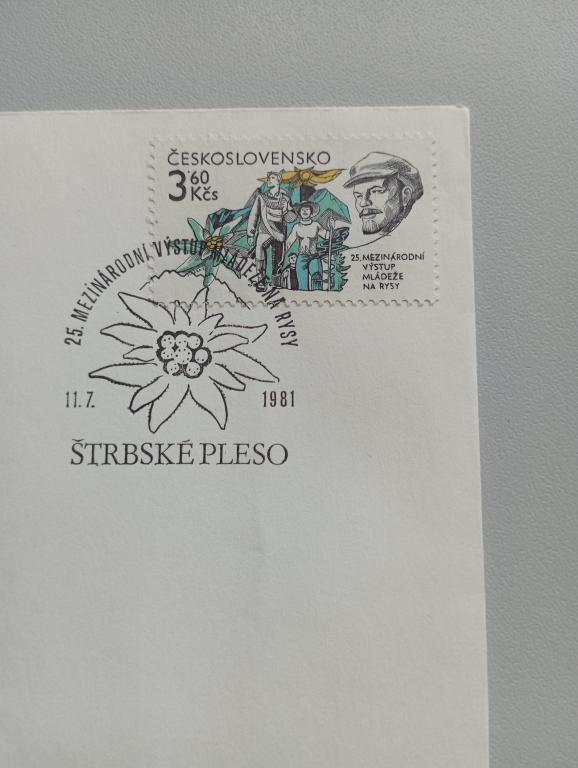 ČESKOSLOVENSKO
3'60
Kčs
25. MEZINÁRODNÍ
VÝSTUP
MLÁDEŽE
NA RYSY
25. MEZINÁRODNÍ VÝSTUP MLÁDEŽE NA RYSY
11.7. 1981
ŠTRBSKÉ PLESO